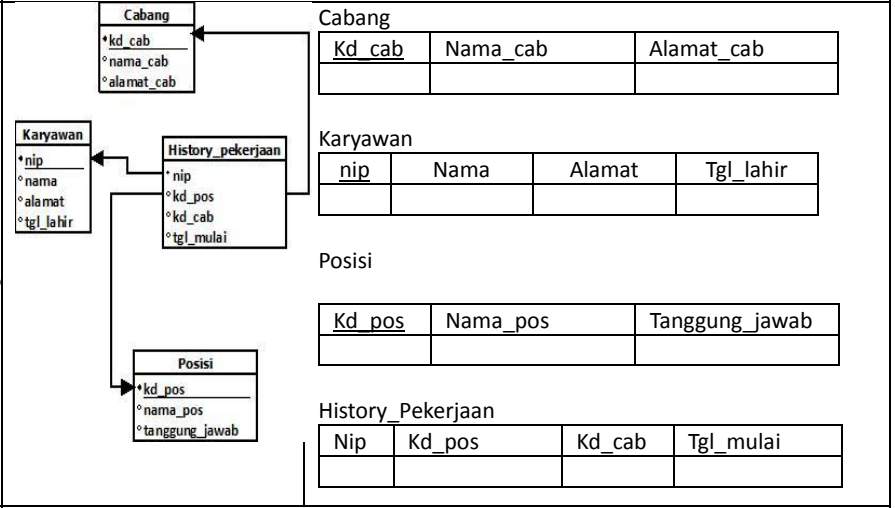 Cabang
kd_cab
nama_cab
alamat_cab
Karyawan
nip
nama
alamat
tgl_lahir
History_pekerjaan
nip
kd_pos
kd_cab
tgl_mulai
Posisi
kd_pos
nama_pos
tanggung_jawab
Cabang
Kd_cab Nama_cab Alamat_cab
Karyawan
nip Nama Alamat Tgl_lahir
Posisi
Kd_pos Nama_pos Tanggung_jawab
History_Pekerjaan
Nip Kd_pos Kd_cab Tgl_mulai